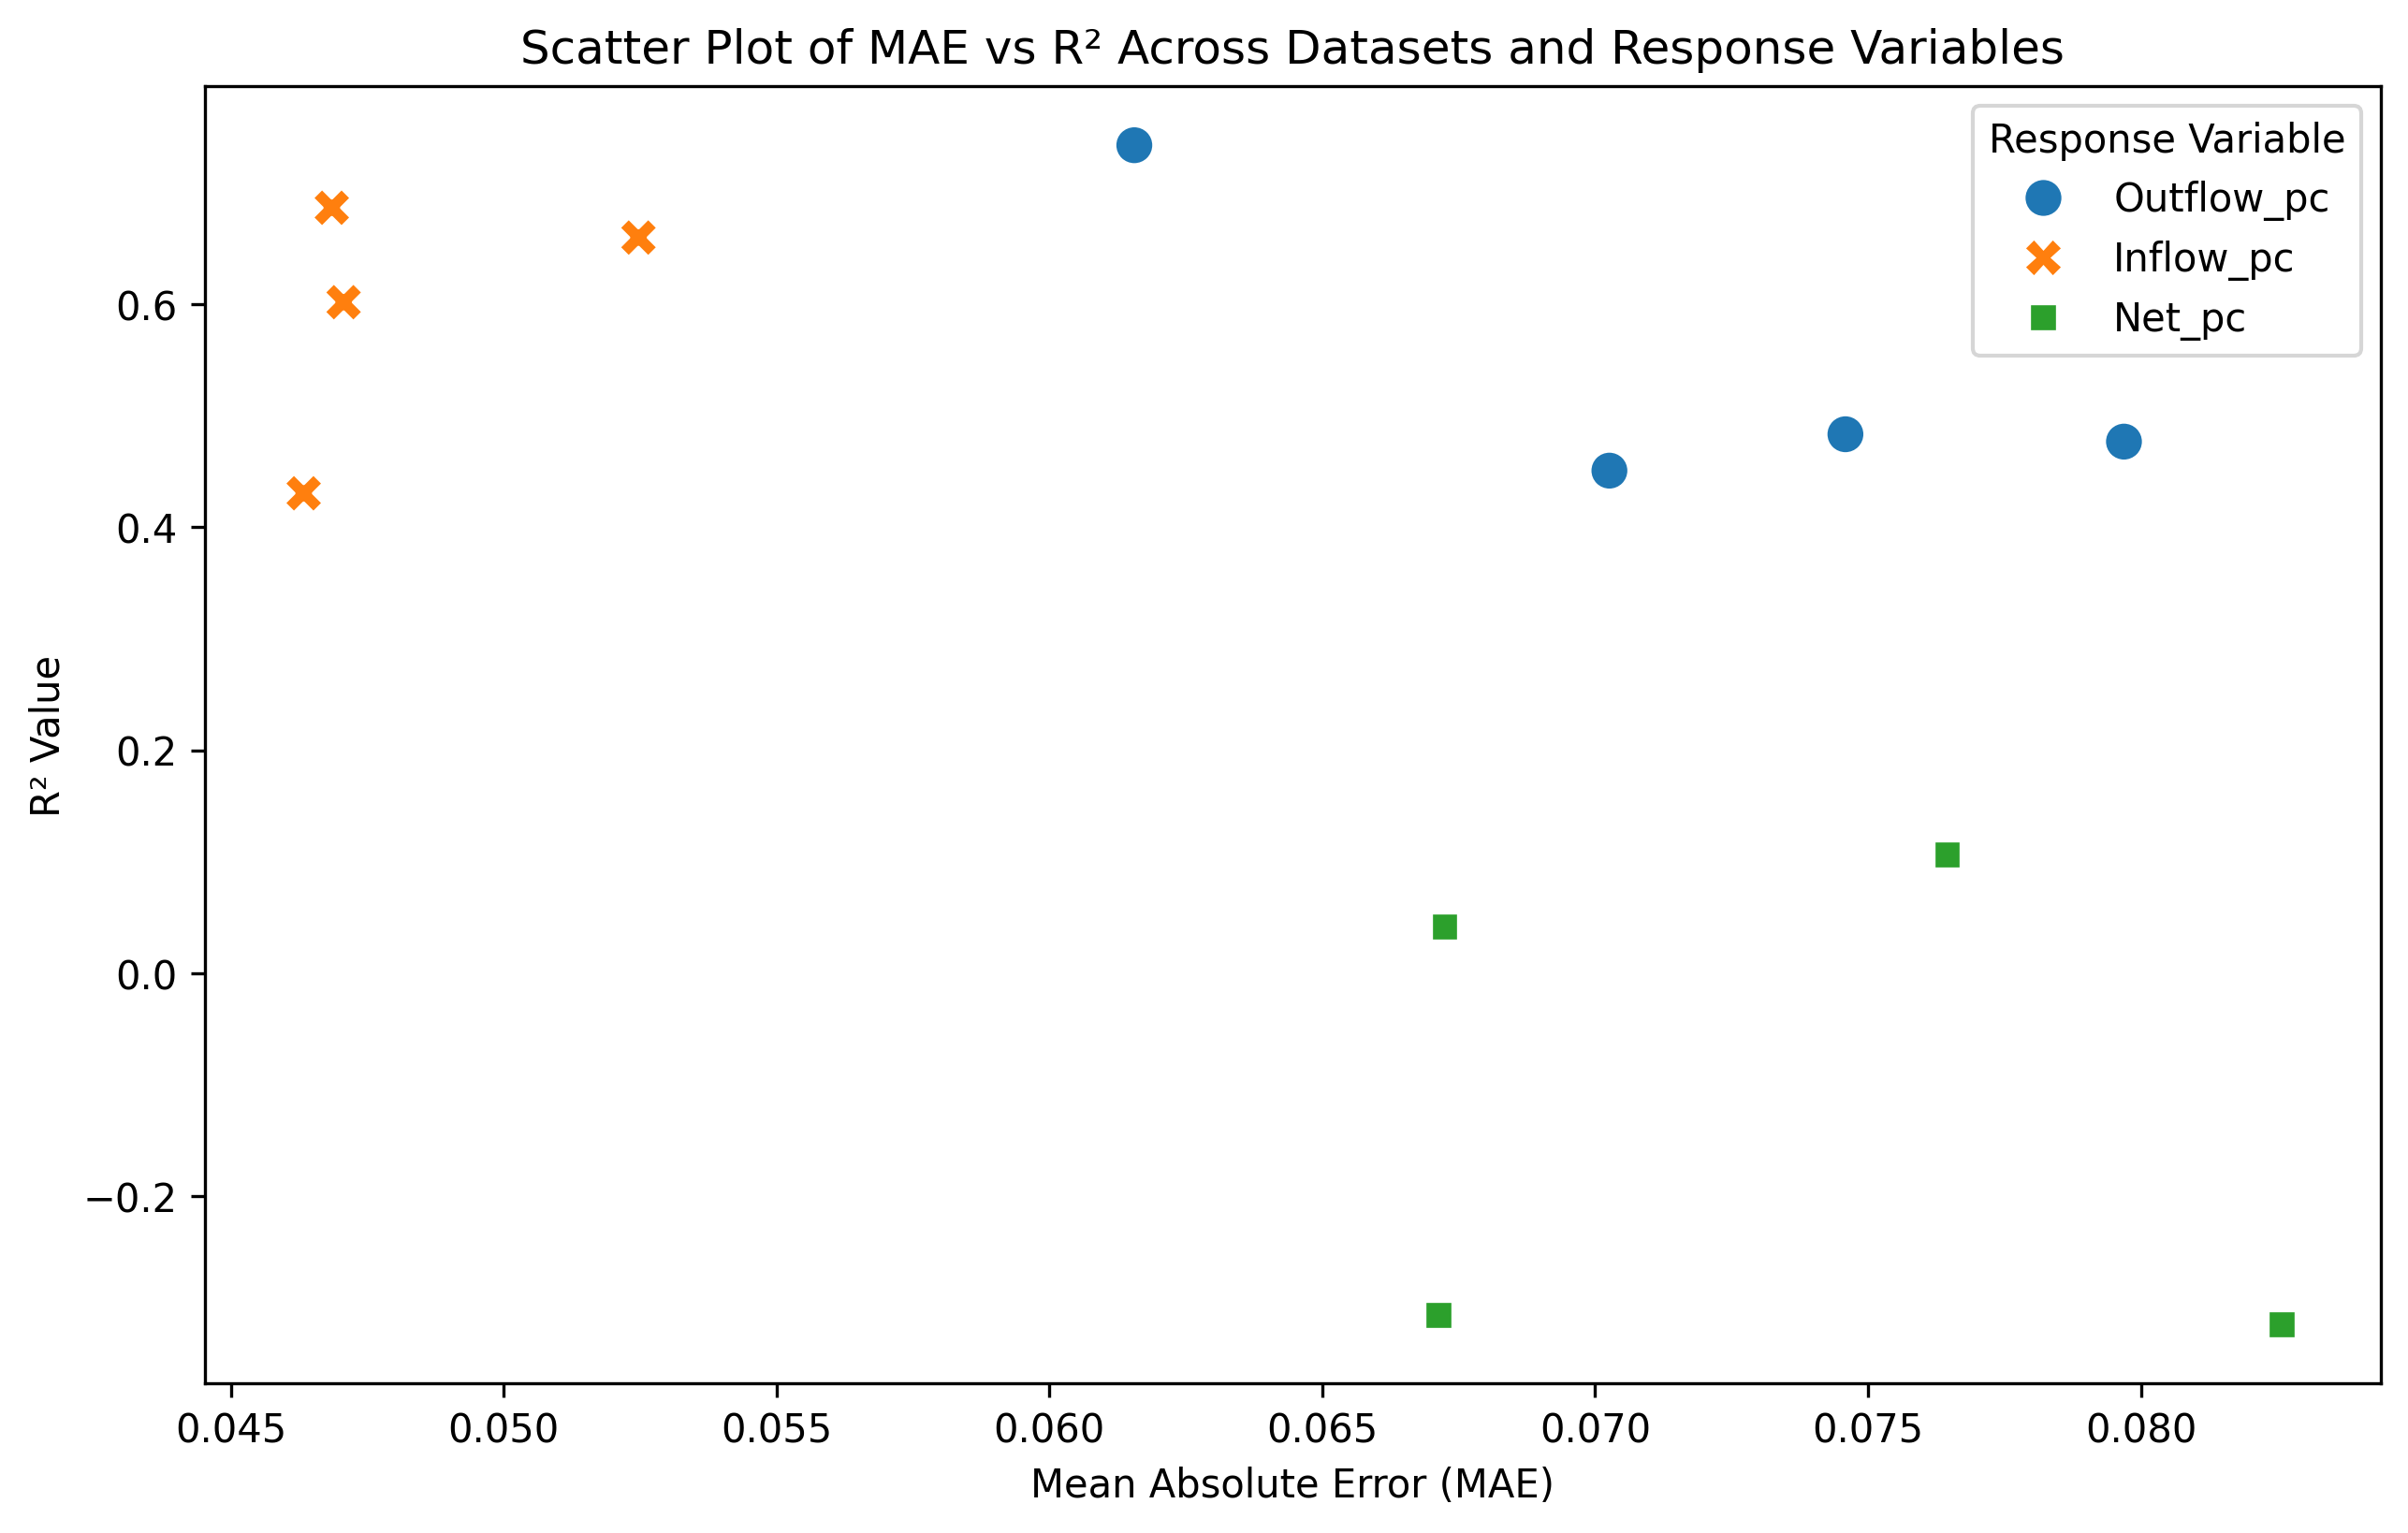 Scatter Plot of MAE vs R² Across Datasets and Response Variables
Response Variable
Outflow_pc
Inflow_pc
Net_pc
R² Value
0.6
0.4
0.2
0.0
−0.2
0.045 0.050 0.055 0.060 0.065 0.070 0.075 0.080
Mean Absolute Error (MAE)